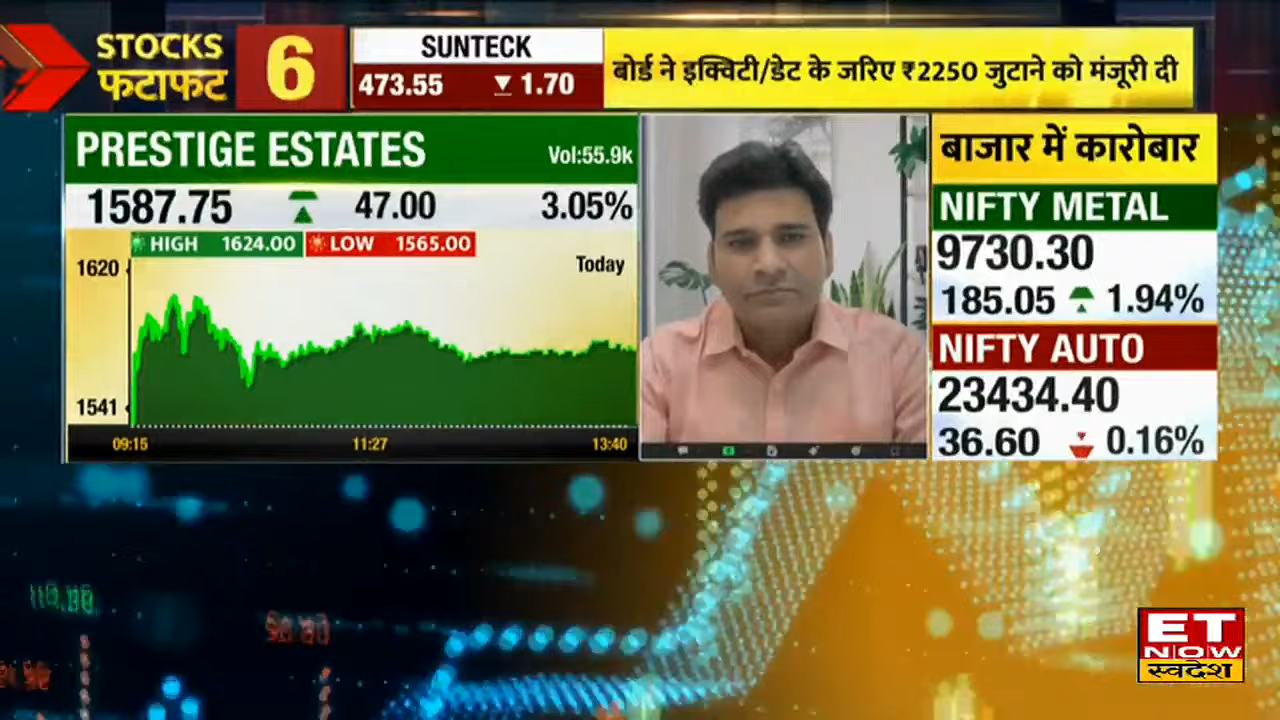 STOCKS
फटाफट
6
SUNTECK
473.55 1.70
बोर्ड ने इक्विटी/डेट के जरिए ₹2250 जुटाने को मंजूरी दी
PRESTIGE ESTATES Vol:55.9k
1587.75 47.00 3.05%
HIGH 1624.00 LOW 1565.00
Today
1620
1541
09:15 11:27 13:40
बाजार में कारोबार
NIFTY METAL
9730.30
185.05 1.94%
NIFTY AUTO
23434.40
36.60 0.16%
ET
NOW
स्वदेश